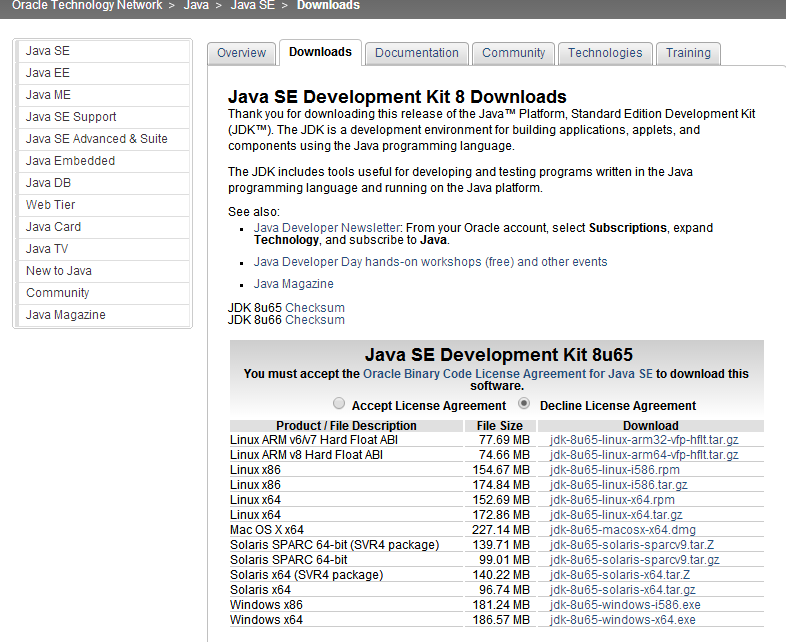 Oracle Technology Network > Java > Java SE > Downloads
Java SE
Java EE
Java ME
Java SE Support
Java SE Advanced & Suite
Java Embedded
Java DB
Web Tier
Java Card
Java TV
New to Java
Community
Java Magazine
Overview Downloads Documentation Community Technologies Training
Java SE Development Kit 8 Downloads
Thank you for downloading this release of the Java™ Platform, Standard Edition Development Kit
(JDK™). The JDK is a development environment for building applications, applets, and
components using the Java programming language.
The JDK includes tools useful for developing and testing programs written in the Java
programming language and running on the Java platform.
See also:
Java Developer Newsletter: From your Oracle account, select Subscriptions, expand
Technology, and subscribe to Java.
Java Developer Day hands-on workshops (free) and other events
Java Magazine
JDK 8u65 Checksum
JDK 8u66 Checksum
Java SE Development Kit 8u65
You must accept the Oracle Binary Code License Agreement for Java SE to download this
software.
Accept License Agreement Decline License Agreement
Product / File Description File Size Download
Linux ARM v6/v7 Hard Float ABI 77.69 MB jdk-8u65-linux-arm32-vfp-hflt.tar.gz
Linux ARM v8 Hard Float ABI 74.66 MB jdk-8u65-linux-arm64-vfp-hflt.tar.gz
Linux x86 154.67 MB jdk-8u65-linux-i586.rpm
Linux x86 174.84 MB jdk-8u65-linux-i586.tar.gz
Linux x64 152.69 MB jdk-8u65-linux-x64.rpm
Linux x64 172.86 MB jdk-8u65-linux-x64.tar.gz
Mac OS X x64 227.14 MB jdk-8u65-macosx-x64.dmg
Solaris SPARC 64-bit (SVR4 package) 139.71 MB jdk-8u65-solaris-sparcv9.tar.Z
Solaris SPARC 64-bit 99.01 MB jdk-8u65-solaris-sparcv9.tar.gz
Solaris x64 (SVR4 package) 140.22 MB jdk-8u65-solaris-x64.tar.Z
Solaris x64 96.74 MB jdk-8u65-solaris-x64.tar.gz
Windows x86 181.24 MB jdk-8u65-windows-i586.exe
Windows x64 186.57 MB jdk-8u65-windows-x64.exe